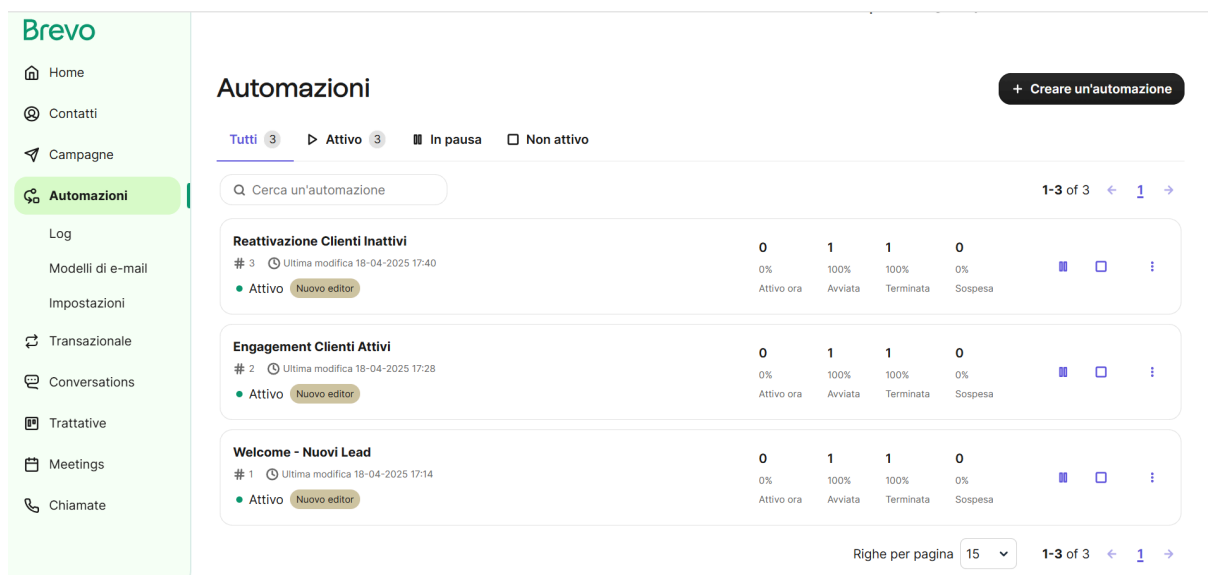 Brevo
Home
Contatti
Campagne
Automazioni
Log
Modelli di e-mail
Impostazioni
Transazionale
Conversations
Trattative
Meetings
Chiamate
Automazioni
+ Creare un'automazione
Tutti 3 Attivo 3 In pausa Non attivo
Cerca un'automazione
1-3 of 3 ← 1 →
Reattivazione Clienti Inattivi
# 3 Ultima modifica 18-04-2025 17:40
Attivo Nuovo editor
0 1 1 0
0% 100% 100% 0%
Attivo ora Avviata Terminata Sospesa
Engagement Clienti Attivi
# 2 Ultima modifica 18-04-2025 17:28
Attivo Nuovo editor
0 1 1 0
0% 100% 100% 0%
Attivo ora Avviata Terminata Sospesa
Welcome - Nuovi Lead
# 1 Ultima modifica 18-04-2025 17:14
Attivo Nuovo editor
0 1 1 0
0% 100% 100% 0%
Attivo ora Avviata Terminata Sospesa
Righe per pagina 15 1-3 of 3 ← 1 →